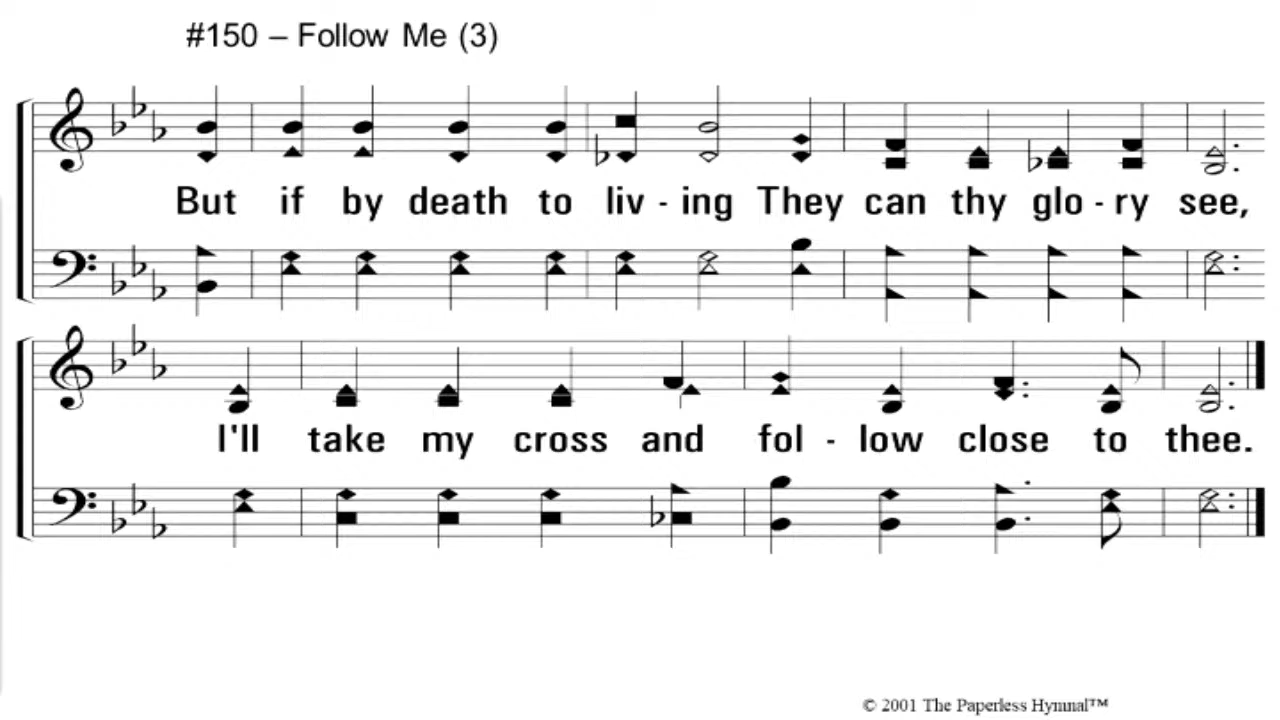 #150 – Follow Me (3)
But if by death to liv - ing They can thy glo - ry see,
I'll take my cross and fol - low close to thee.
© 2001 The Paperless Hymnal™